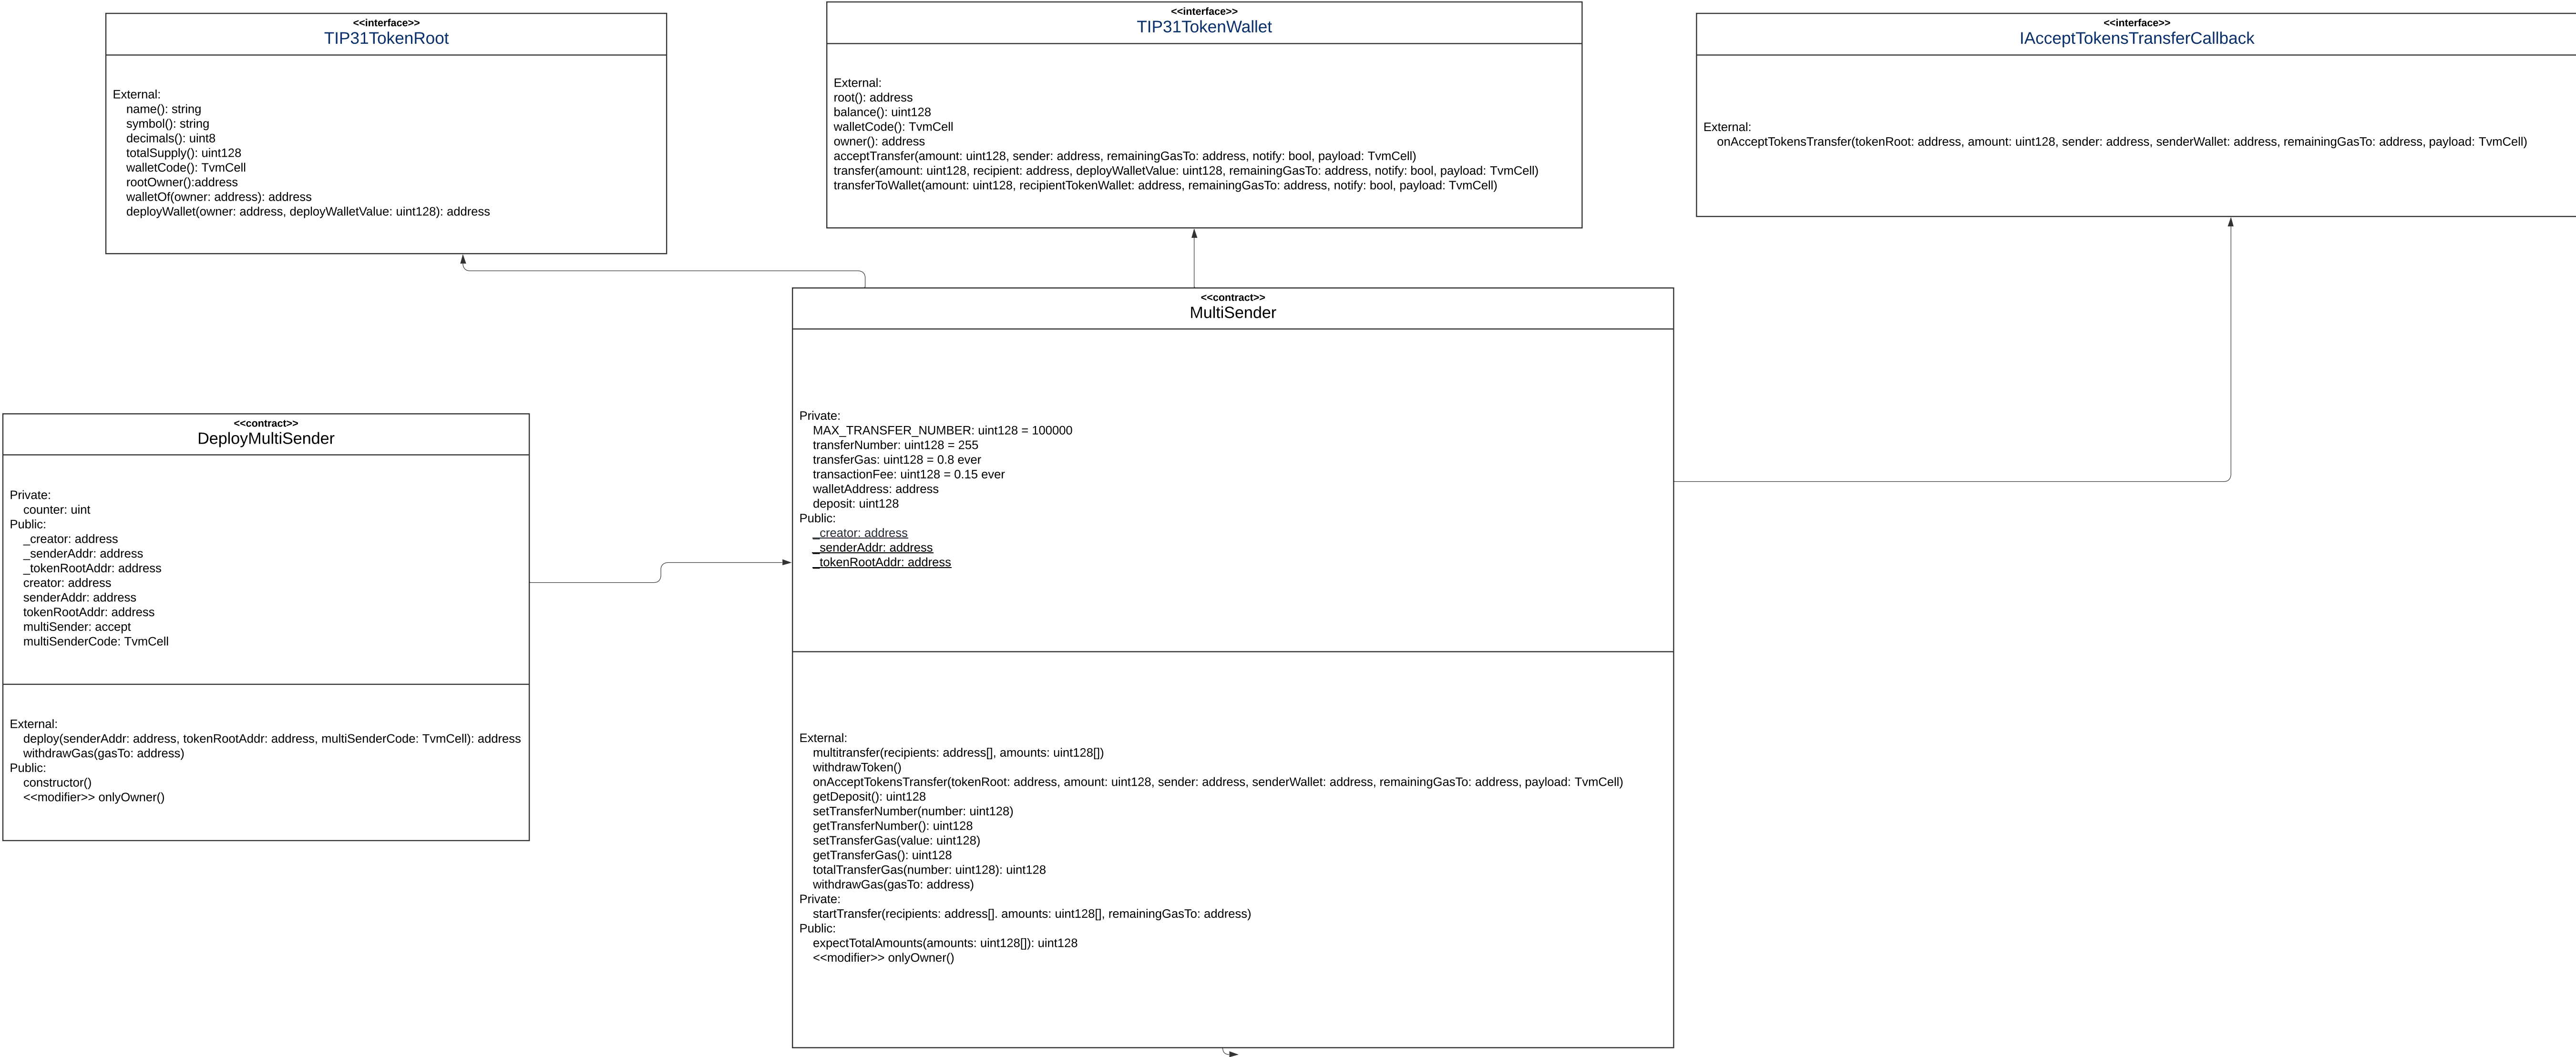 <<interface>>
TIP31TokenRoot
External:
name(): string
symbol(): string
decimals(): uint8
totalSupply(): uint128
walletCode(): TvmCell
rootOwner():address
walletOf(owner: address): address
deployWallet(owner: address, deployWalletValue: uint128): address
<<interface>>
TIP31TokenWallet
External:
root(): address
balance(): uint128
walletCode(): TvmCell
owner(): address
acceptTransfer(amount: uint128, sender: address, remainingGasTo: address, notify: bool, payload: TvmCell)
transfer(amount: uint128, recipient: address, deployWalletValue: uint128, remainingGasTo: address, notify: bool, payload: TvmCell)
transferToWallet(amount: uint128, recipientTokenWallet: address, remainingGasTo: address, notify: bool, payload: TvmCell)
<<interface>>
IAcceptTokensTransferCallback
External:
onAcceptTokensTransfer(tokenRoot: address, amount: uint128, sender: address, senderWallet: address, remainingGasTo: address, payload: TvmCell)
<<contract>>
DeployMultiSender
Private:
counter: uint
Public:
_creator: address
_senderAddr: address
_tokenRootAddr: address
creator: address
senderAddr: address
tokenRootAddr: address
multiSender: accept
multiSenderCode: TvmCell
External:
deploy(senderAddr: address, tokenRootAddr: address, multiSenderCode: TvmCell): address
withdrawGas(gasTo: address)
Public:
constructor()
<<modifier>> onlyOwner()
<<contract>>
MultiSender
Private:
MAX_TRANSFER_NUMBER: uint128 = 100000
transferNumber: uint128 = 255
transferGas: uint128 = 0.8 ever
transactionFee: uint128 = 0.15 ever
walletAddress: address
deposit: uint128
Public:
_creator: address
_senderAddr: address
_tokenRootAddr: address
External:
multitransfer(recipients: address[], amounts: uint128[])
withdrawToken()
onAcceptTokensTransfer(tokenRoot: address, amount: uint128, sender: address, senderWallet: address, remainingGasTo: address, payload: TvmCell)
getDeposit(): uint128
setTransferNumber(number: uint128)
getTransferNumber(): uint128
setTransferGas(value: uint128)
getTransferGas(): uint128
totalTransferGas(number: uint128): uint128
withdrawGas(gasTo: address)
Private:
startTransfer(recipients: address[]. amounts: uint128[], remainingGasTo: address)
Public:
expectTotalAmounts(amounts: uint128[]): uint128
<<modifier>> onlyOwner()